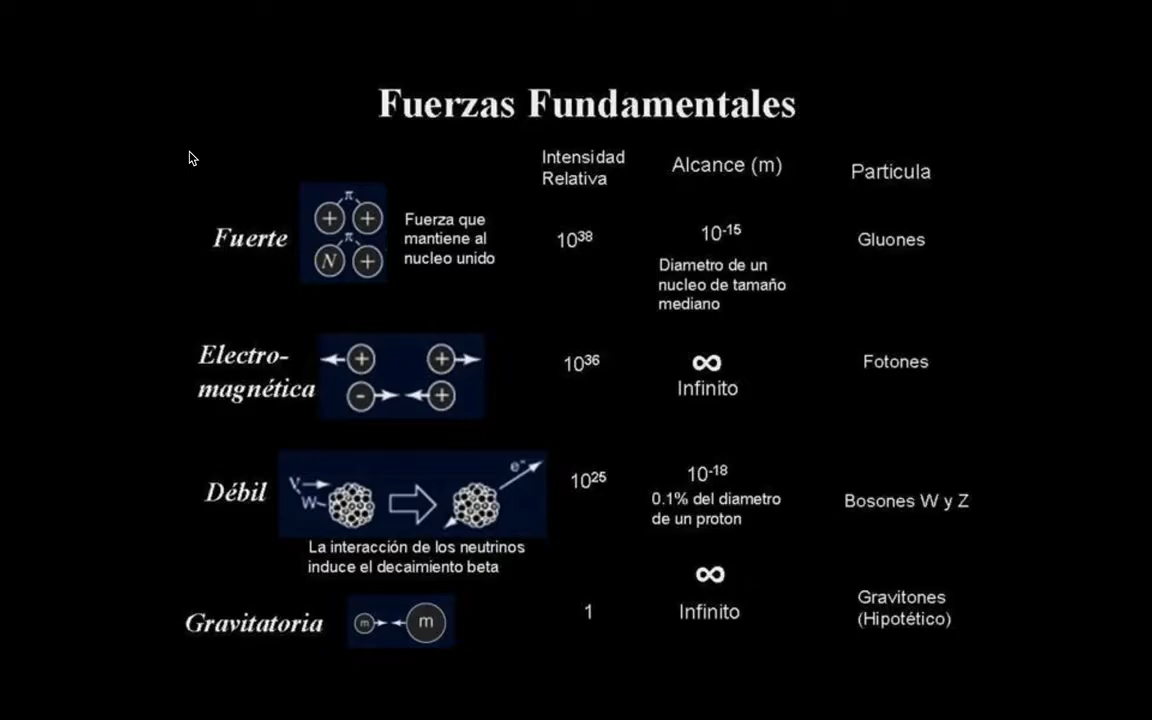 Fuerzas Fundamentales
Intensidad
Relativa
Alcance (m)
Particula
Fuerte
π
+ +
π
N +
Fuerza que
mantiene al
nucleo unido
10³⁸
10⁻¹⁵
Diametro de un
nucleo de tamaño
mediano
Gluones
Electro-
magnética
+ +
- +
10³⁶
∞
Infinito
Fotones
Débil
ν
W
e⁻
La interacción de los neutrinos
induce el decaimiento beta
10²⁵
10⁻¹⁸
0.1% del diametro
de un proton
Bosones W y Z
Gravitatoria
m m
1
∞
Infinito
Gravitones
(Hipotético)